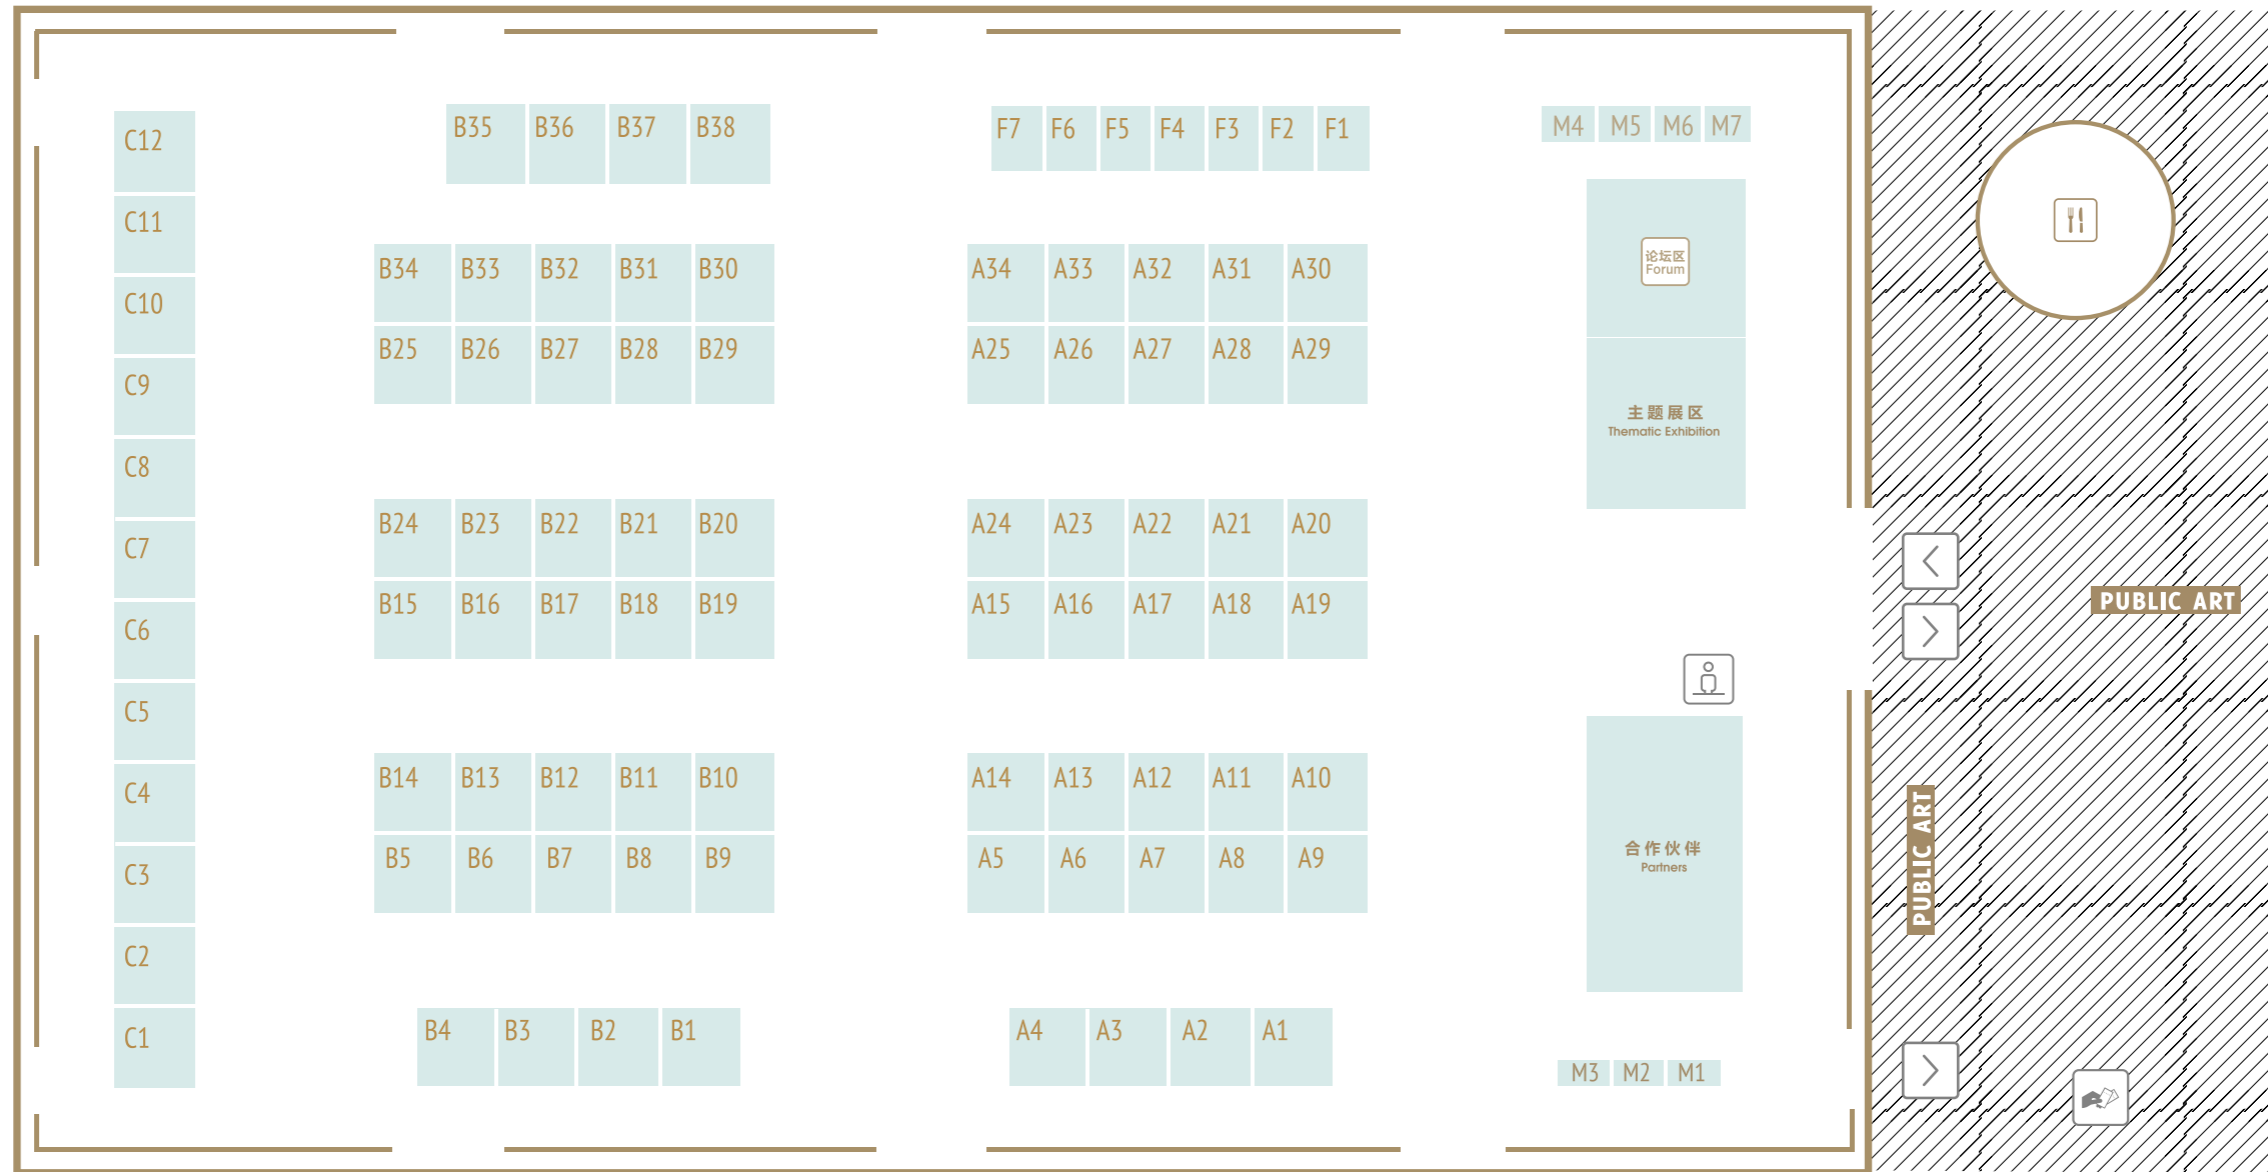 C12
C11
C10
C9
C8
C7
C6
C5
C4
C3
C2
C1
B35 B36 B37 B38
B34 B33 B32 B31 B30
B25 B26 B27 B28 B29
B24 B23 B22 B21 B20
B15 B16 B17 B18 B19
B14 B13 B12 B11 B10
B5 B6 B7 B8 B9
B4 B3 B2 B1
F7 F6 F5 F4 F3 F2 F1
A34 A33 A32 A31 A30
A25 A26 A27 A28 A29
A24 A23 A22 A21 A20
A15 A16 A17 A18 A19
A14 A13 A12 A11 A10
A5 A6 A7 A8 A9
A4 A3 A2 A1
M4 M5 M6 M7
论坛区
Forum
主题展区
Thematic Exhibition
合作伙伴
Partners
M3 M2 M1
PUBLIC ART
PUBLIC ART